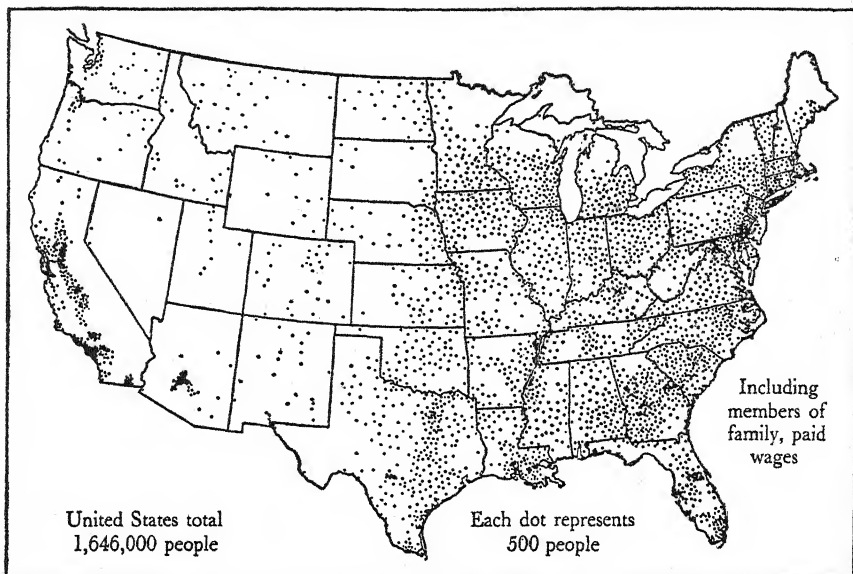 Including
members of
family, paid
wages
United States total
1,646,000 people
Each dot represents
500 people